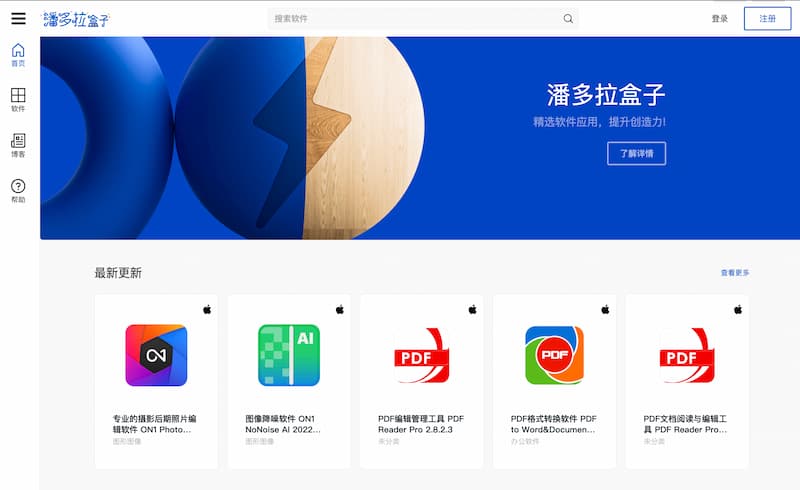 潘多拉盒子
搜索软件
登录
注册
首页
软件
博客
帮助
潘多拉盒子
精选软件应用，提升创造力!
了解详情
最新更新
查看更多
专业的摄影后期照片编
辑软件 ON1 Photo...
图形图像
AI
图像降噪软件 ON1
NoNoise AI 2022...
图形图像
PDF
PDF编辑管理工具 PDF
Reader Pro 2.8.2.3
未分类
PDF
PDF格式转换软件 PDF
to Word&Documen...
办公软件
PDF
PDF文档阅读与编辑工
具 PDF Reader Pro...
未分类